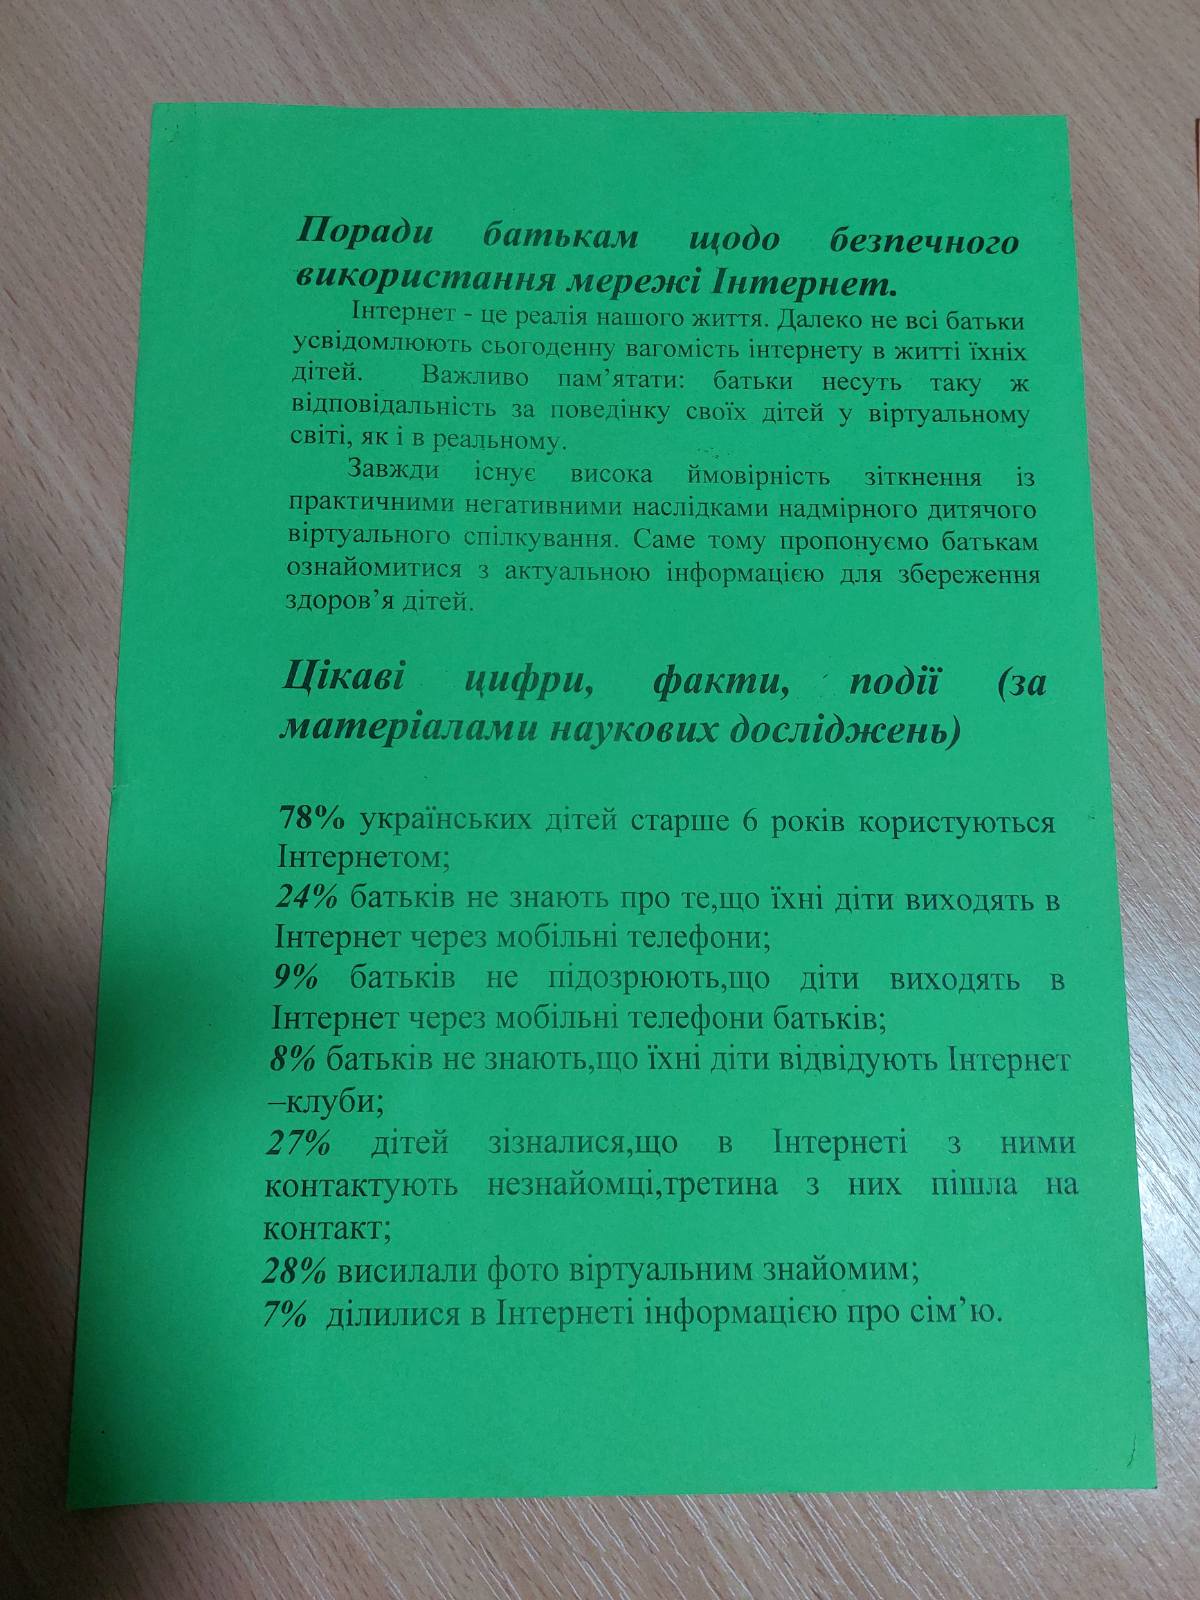 Поради батькам щодо безпечного
використання мережі Інтернет.
Інтернет - це реалія нашого життя. Далеко не всі батьки
усвідомлюють сьогоденну вагомість інтернету в житті їхніх
дітей. Важливо пам’ятати: батьки несуть таку ж
відповідальність за поведінку своїх дітей у віртуальному
світі, як і в реальному.
Завжди існує висока ймовірність зіткнення із
практичними негативними наслідками надмірного дитячого
віртуального спілкування. Саме тому пропонуємо батькам
ознайомитися з актуальною інформацією для збереження
здоров’я дітей.
Цікаві цифри, факти, події (за
матеріалами наукових досліджень)
78% українських дітей старше 6 років користуються
Інтернетом;
24% батьків не знають про те,що їхні діти виходять в
Інтернет через мобільні телефони;
9% батьків не підозрюють,що діти виходять в
Інтернет через мобільні телефони батьків;
8% батьків не знають,що їхні діти відвідують Інтернет
–клуби;
27% дітей зізналися,що в Інтернеті з ними
контактують незнайомці,третина з них пішла на
контакт;
28% висилали фото віртуальним знайомим;
7% ділилися в Інтернеті інформацією про сім’ю.